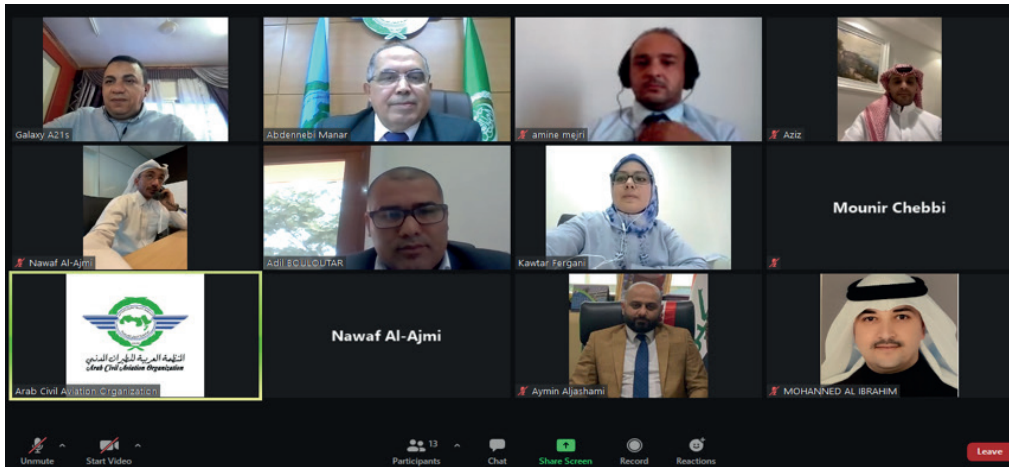 Galaxy A21s
Abdennebi Manar
amine mejri
Aziz
Nawaf Al-Ajmi
Adil BOULOUTAR
Kawtar Fergani
Mounir Chebbi
المنظمة العربية للطيران المدني
Arab Civil Aviation Organization
Arab Civil Aviation Organization
Nawaf Al-Ajmi
Aymin Aljashami
MOHANNED AL IBRAHIM
Unmute
Start Video
13
Participants
Chat
Share Screen
Record
Reactions
Leave